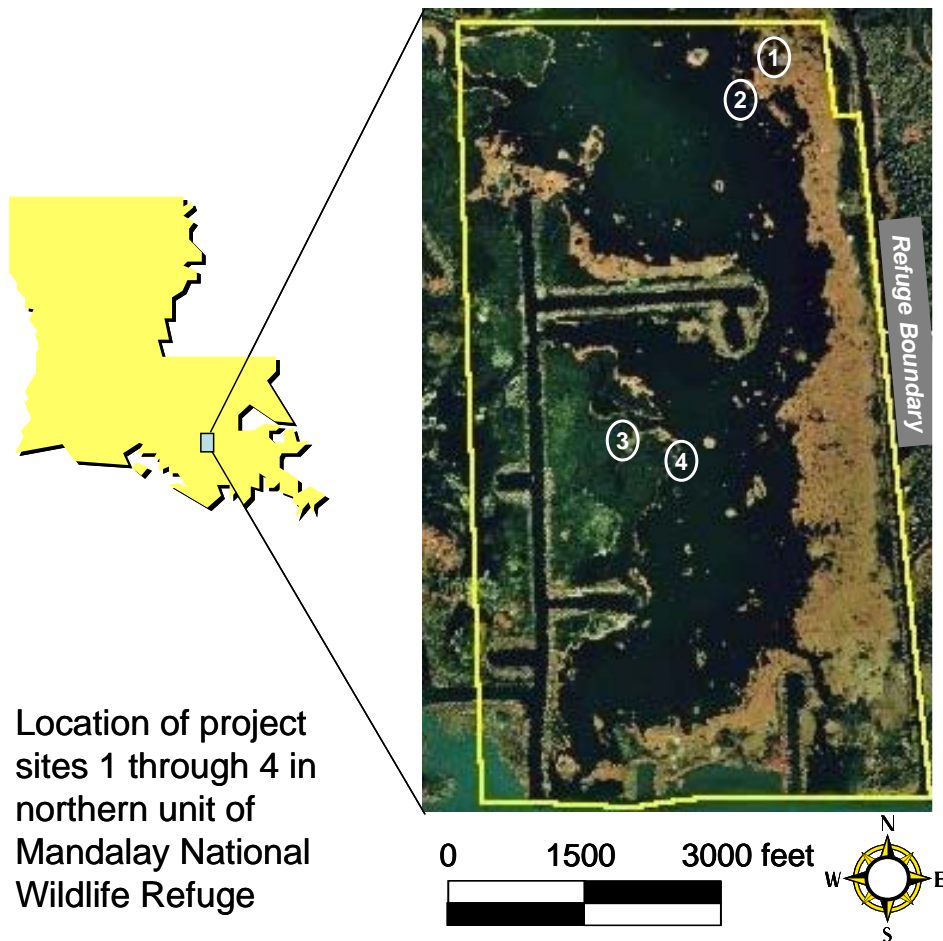 1
2
Refuge Boundary
3
4
Location of project
sites 1 through 4 in
northern unit of
Mandalay National
Wildlife Refuge
0 1500 3000 feet
N
W E
S